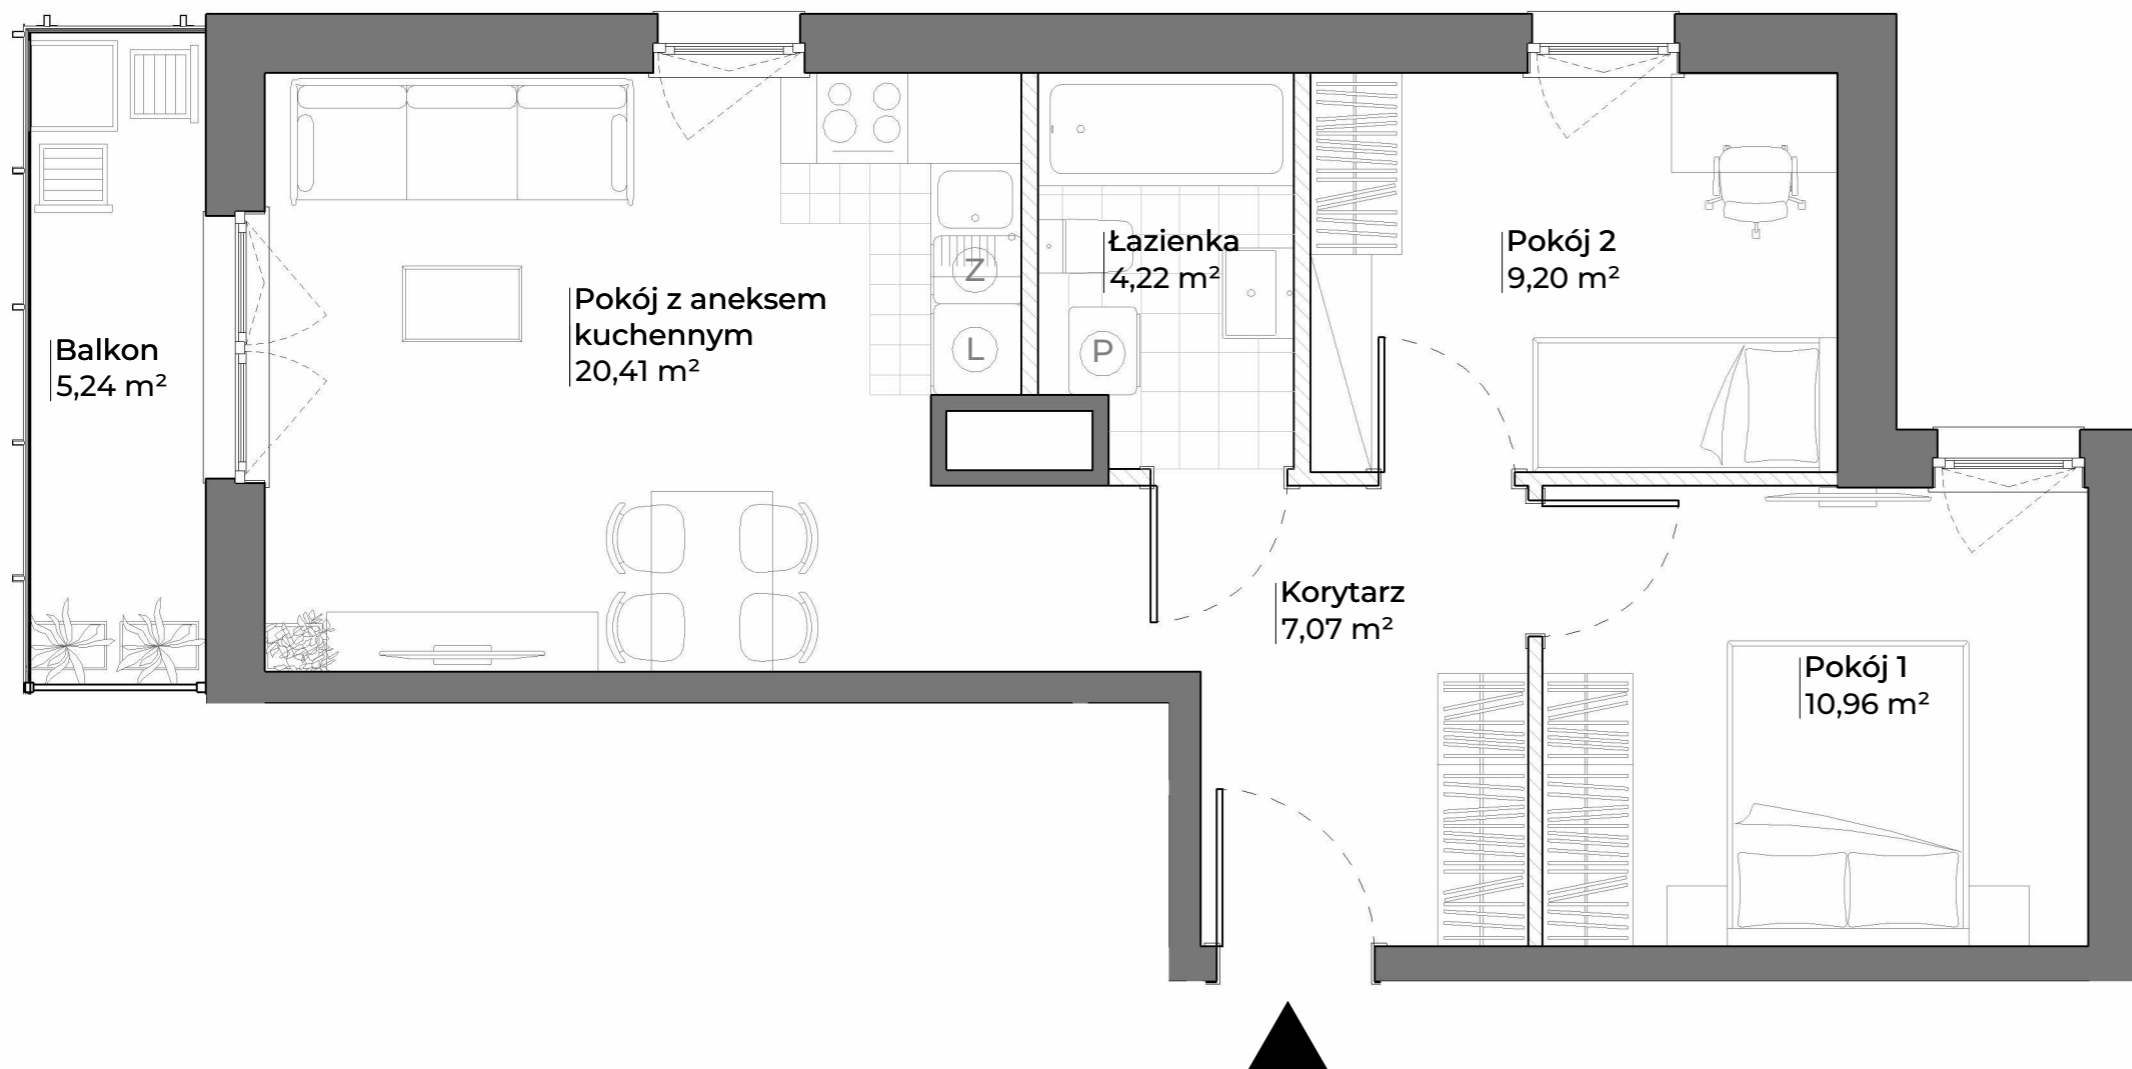 Balkon
5,24 m²
Pokój z aneksem
kuchennym
20,41 m²
Z
L
Łazienka
4,22 m²
P
Pokój 2
9,20 m²
Korytarz
7,07 m²
Pokój 1
10,96 m²